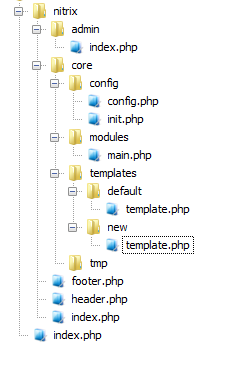 nitrix
admin
index.php
core
config
config.php
init.php
modules
main.php
templates
default
template.php
new
template.php
tmp
footer.php
header.php
index.php
index.php